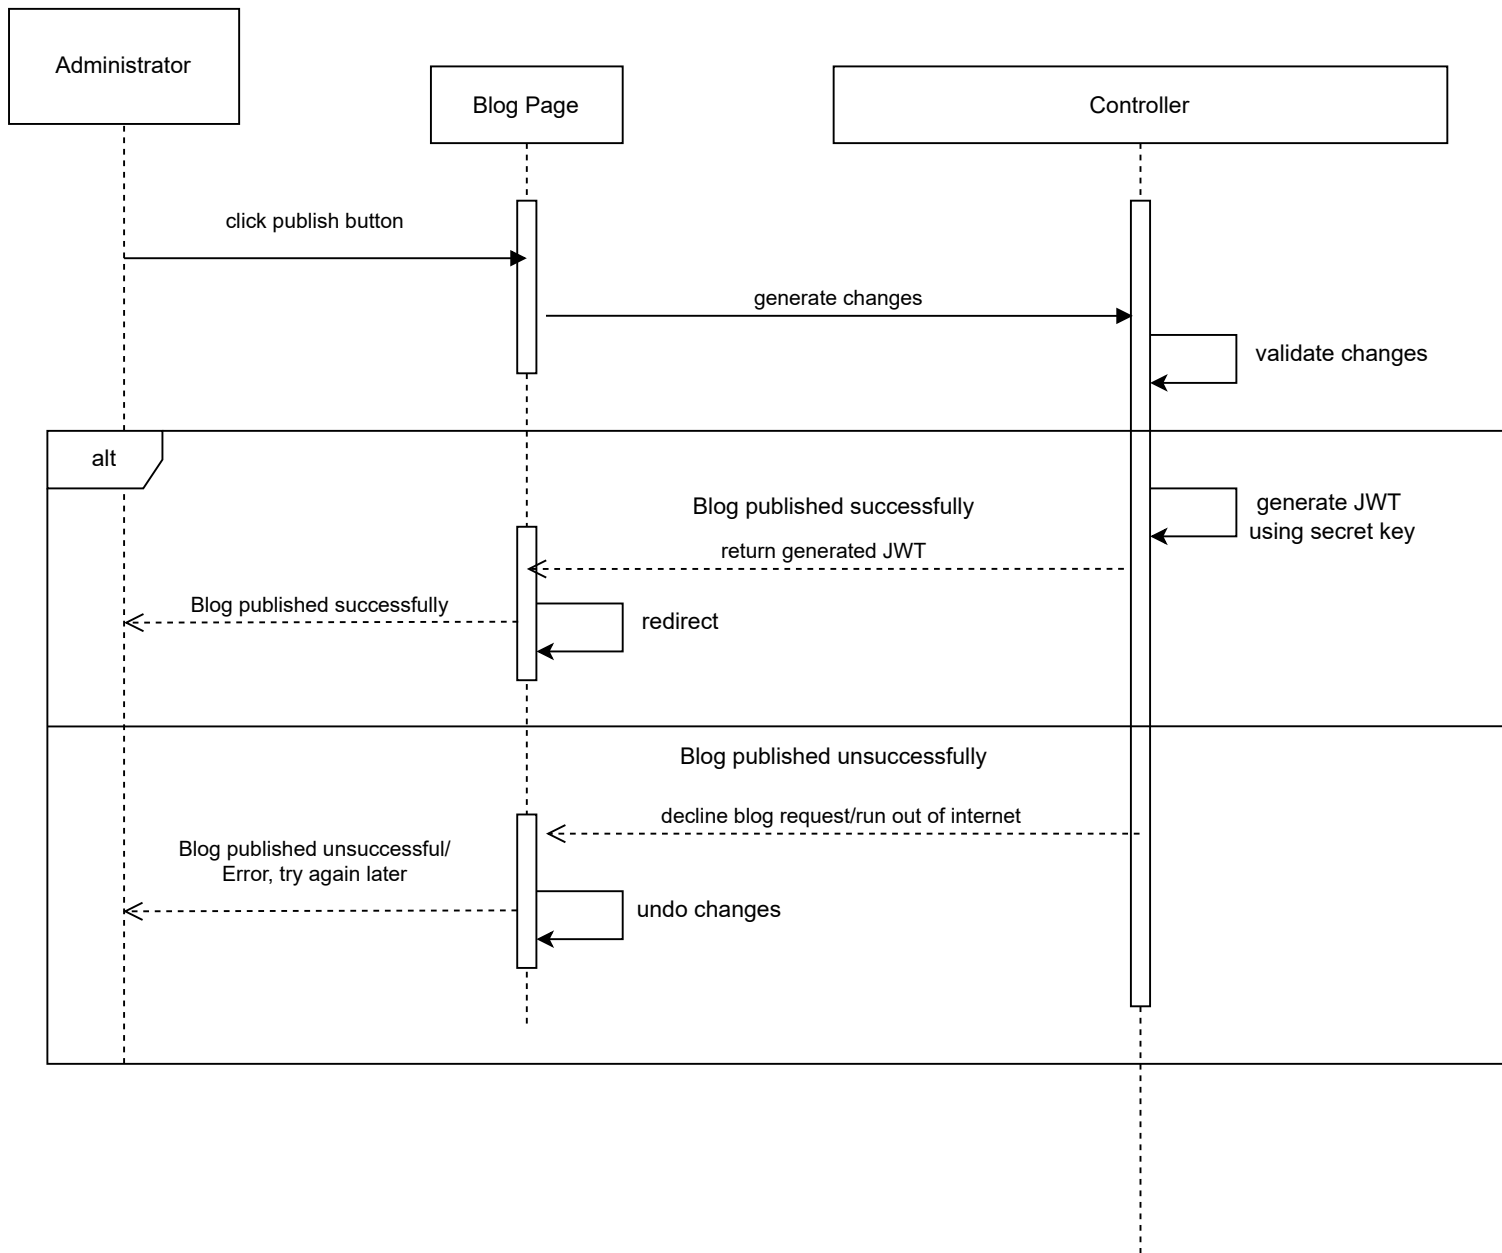 Administrator
Blog Page
Controller
click publish button
generate changes
validate changes
alt
Blog published successfully
generate JWT
using secret key
return generated JWT
Blog published successfully
redirect
Blog published unsuccessfully
decline blog request/run out of internet
Blog published unsuccessful/
Error, try again later
undo changes